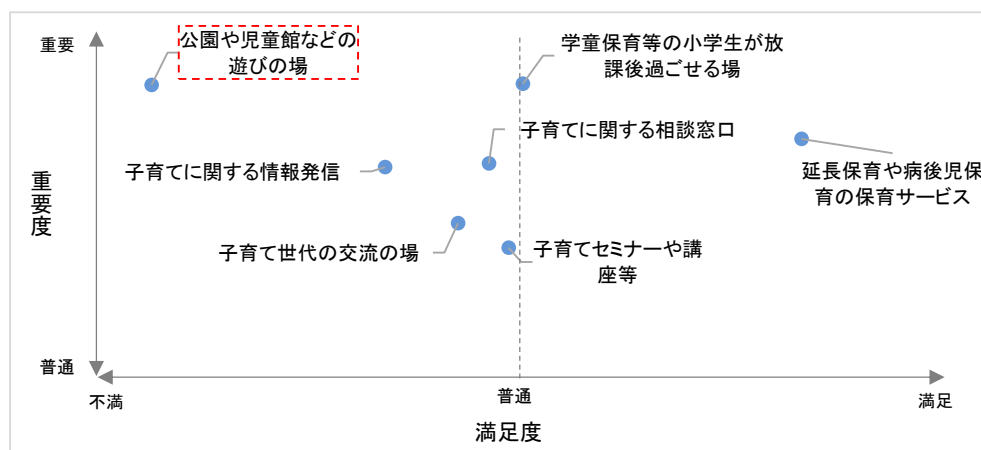 重要
公園や児童館などの
遊びの場
学童保育等の小学生が放
課後過ごせる場
子育てに関する相談窓口
子育てに関する情報発信
延長保育や病後児保
育の保育サービス
重要度
子育て世代の交流の場
子育てセミナーや講
座等
普通
不満
普通
満足
満足度